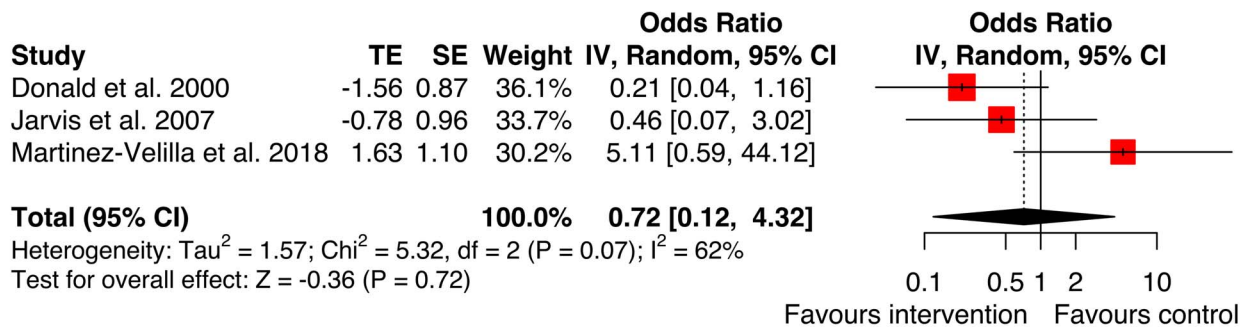 Odds Ratio Odds Ratio
Study TE SE Weight IV, Random, 95% CI IV, Random, 95% CI
Donald et al. 2000 -1.56 0.87 36.1% 0.21 [0.04, 1.16]
Jarvis et al. 2007 -0.78 0.96 33.7% 0.46 [0.07, 3.02]
Martinez-Velilla et al. 2018 1.63 1.10 30.2% 5.11 [0.59, 44.12]
Total (95% CI) 100.0% 0.72 [0.12, 4.32]
Heterogeneity: Tau² = 1.57; Chi² = 5.32, df = 2 (P = 0.07); I² = 62%
Test for overall effect: Z = -0.36 (P = 0.72)
0.1 0.5 1 2 10
Favours intervention Favours control